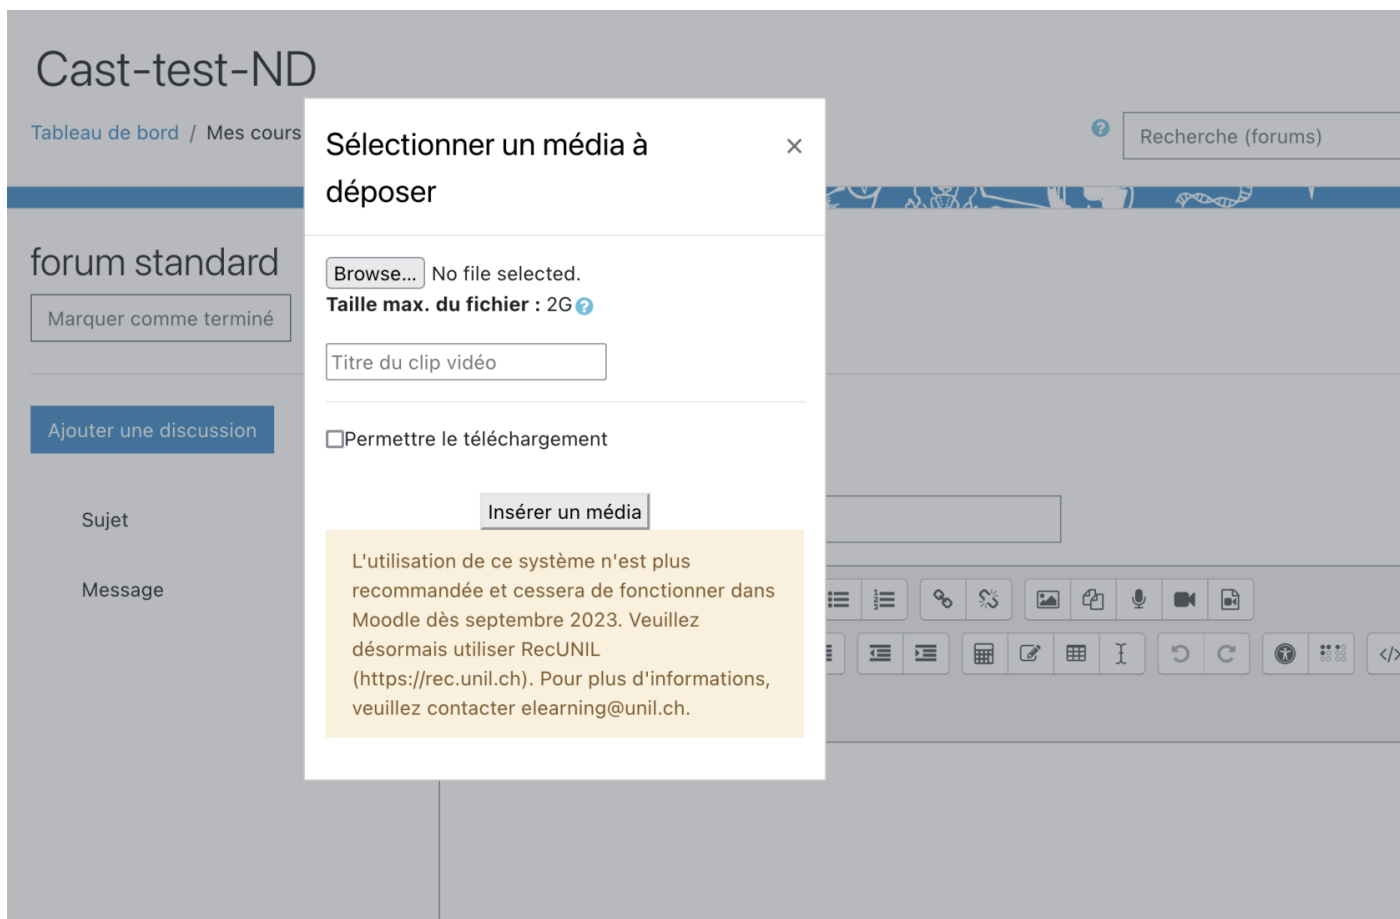 Cast-test-ND
Tableau de bord / Mes cours
Recherche (forums)
forum standard
Marquer comme terminé
Ajouter une discussion
Sujet
Message
Sélectionner un média à
déposer
×
Browse... No file selected.
Taille max. du fichier : 2G
Titre du clip vidéo
Permettre le téléchargement
Insérer un média
L'utilisation de ce système n'est plus
recommandée et cessera de fonctionner dans
Moodle dès septembre 2023. Veuillez
désormais utiliser RecUNIL
(https://rec.unil.ch). Pour plus d'informations,
veuillez contacter elearning@unil.ch.